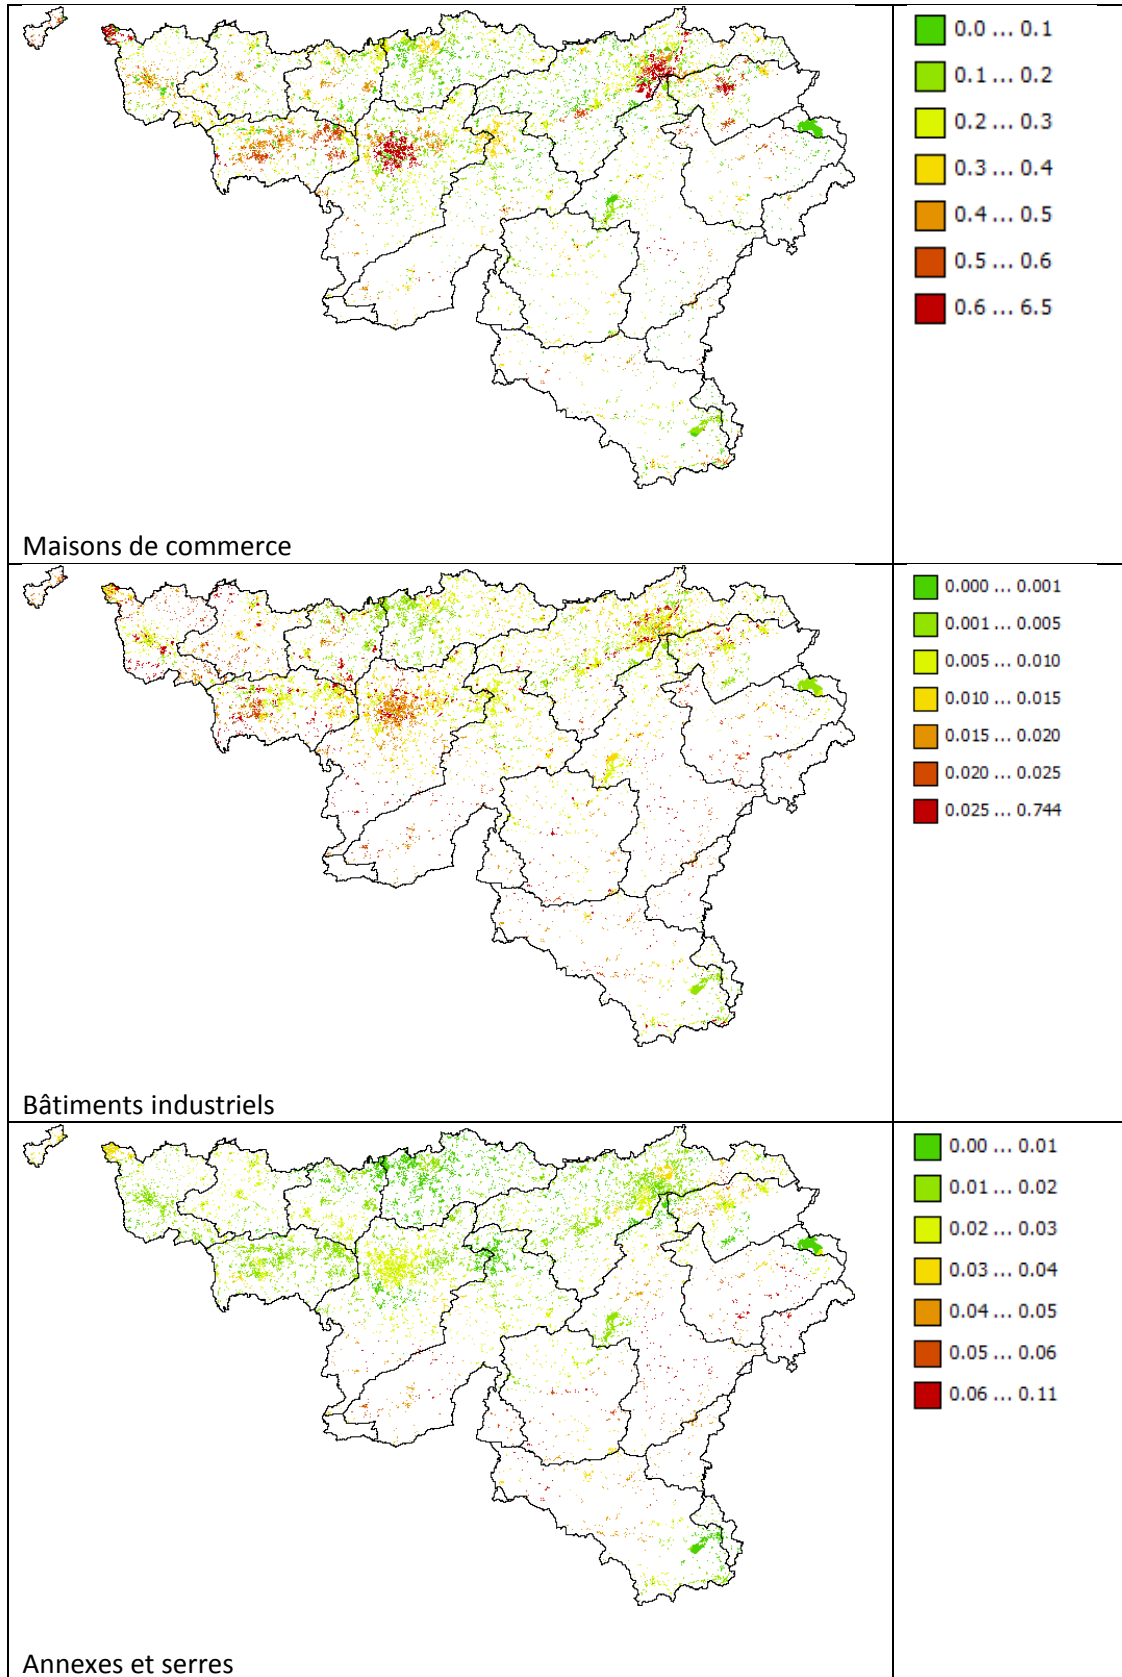 0.0 ... 0.1
0.1 ... 0.2
0.2 ... 0.3
0.3 ... 0.4
0.4 ... 0.5
0.5 ... 0.6
0.6 ... 6.5
Maisons de commerce
0.000 ... 0.001
0.001 ... 0.005
0.005 ... 0.010
0.010 ... 0.015
0.015 ... 0.020
0.020 ... 0.025
0.025 ... 0.744
Bâtiments industriels
0.00 ... 0.01
0.01 ... 0.02
0.02 ... 0.03
0.03 ... 0.04
0.04 ... 0.05
0.05 ... 0.06
0.06 ... 0.11
Annexes et serres